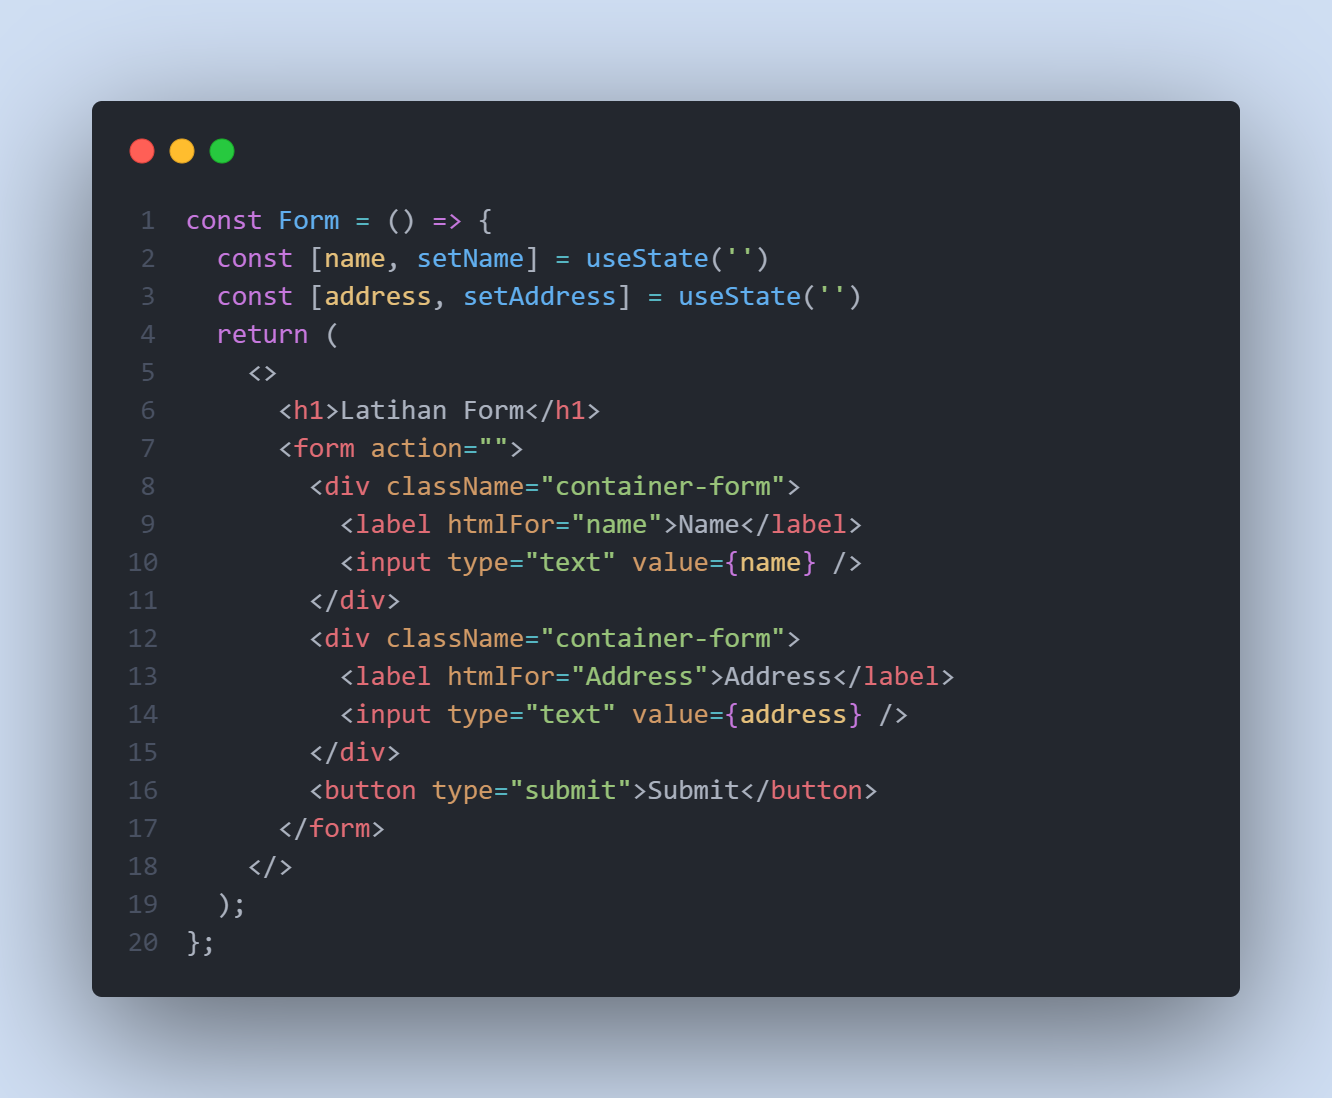 1 const Form = () => {
2   const [name, setName] = useState('')
3   const [address, setAddress] = useState('')
4   return (
5     <>
6       <h1>Latihan Form</h1>
7       <form action="">
8         <div className="container-form">
9           <label htmlFor="name">Name</label>
10           <input type="text" value={name} />
11         </div>
12         <div className="container-form">
13           <label htmlFor="Address">Address</label>
14           <input type="text" value={address} />
15         </div>
16         <button type="submit">Submit</button>
17       </form>
18     </>
19   );
20 };